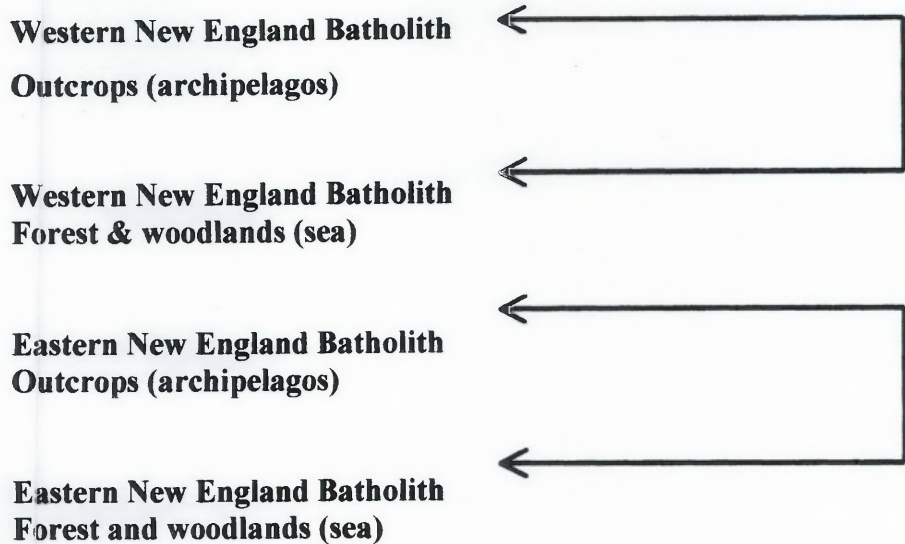 Western New England Batholith
Outcrops (archipelagos)
Western New England Batholith
Forest & woodlands (sea)
Eastern New England Batholith
Outcrops (archipelagos)
Eastern New England Batholith
Forest and woodlands (sea)